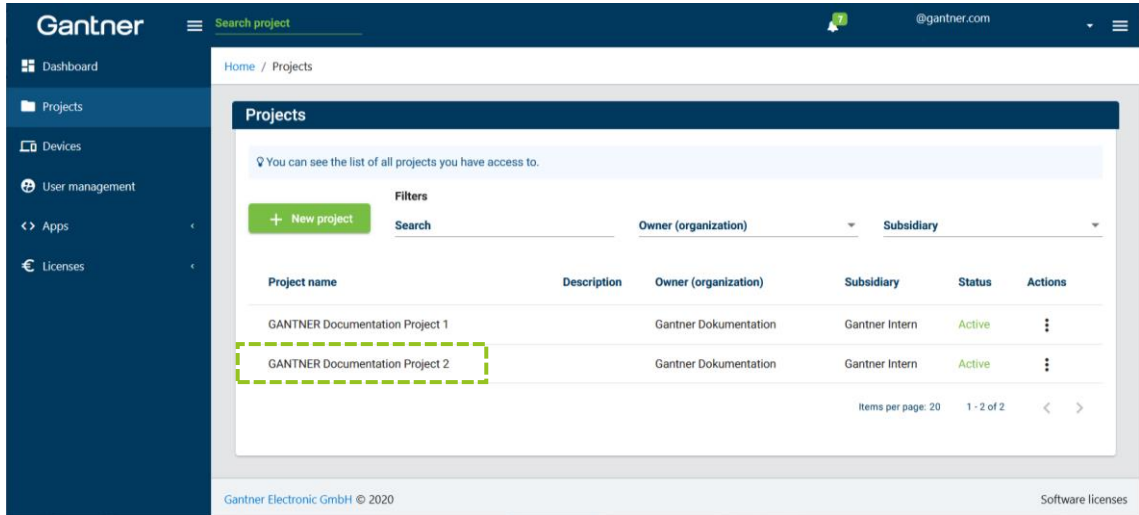 Gantner
Search project
7
@gantner.com
Dashboard
Home / Projects
Projects
Projects
Devices
You can see the list of all projects you have access to.
User management
Filters
+ New project
Search
Owner (organization)
Subsidiary
<> Apps
€ Licenses
Project name Description Owner (organization) Subsidiary Status Actions
GANTNER Documentation Project 1 Gantner Dokumentation Gantner Intern Active
GANTNER Documentation Project 2 Gantner Dokumentation Gantner Intern Active
Items per page: 20 1 - 2 of 2
Gantner Electronic GmbH © 2020
Software licenses